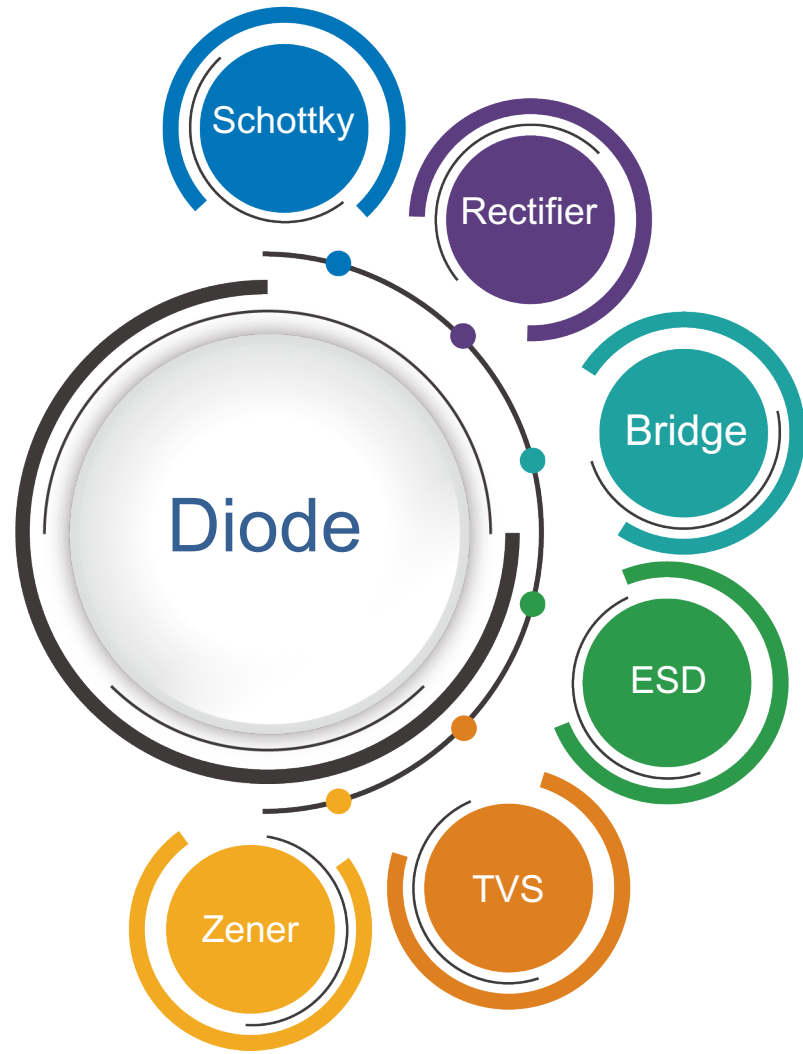 Schottky
Rectifier
Bridge
Diode
ESD
TVS
Zener